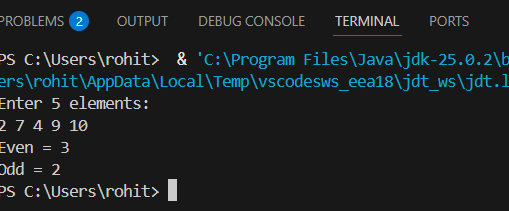 PROBLEMS 2 OUTPUT DEBUG CONSOLE TERMINAL PORTS
PS C:\Users\rohit> & 'C:\Program Files\Java\jdk-25.0.2\b
ers\rohit\AppData\Local\Temp\vscodesws_eea18\jdt_ws\jdt.l
Enter 5 elements:
2 7 4 9 10
Even = 3
Odd = 2
PS C:\Users\rohit>